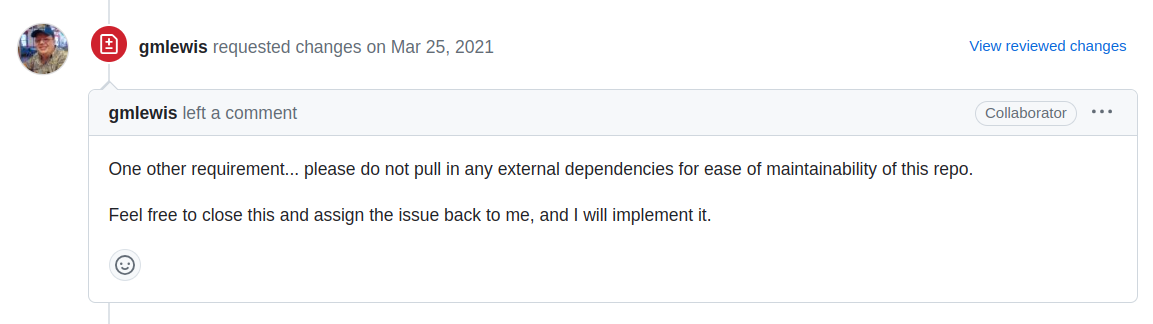 gmlewis requested changes on Mar 25, 2021
View reviewed changes
gmlewis left a comment
Collaborator
One other requirement... please do not pull in any external dependencies for ease of maintainability of this repo.
Feel free to close this and assign the issue back to me, and I will implement it.